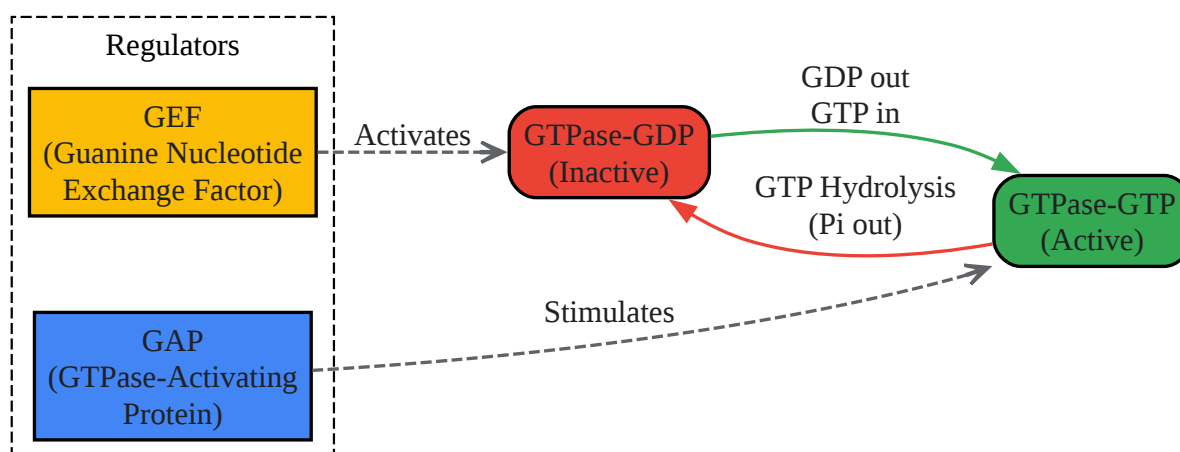 Regulators
GEF
(Guanine Nucleotide
Exchange Factor)
Activates
GTPase-GDP
(Inactive)
GDP out
GTP in
GTP Hydrolysis
(Pi out)
GTPase-GTP
(Active)
Stimulates
GAP
(GTPase-Activating
Protein)